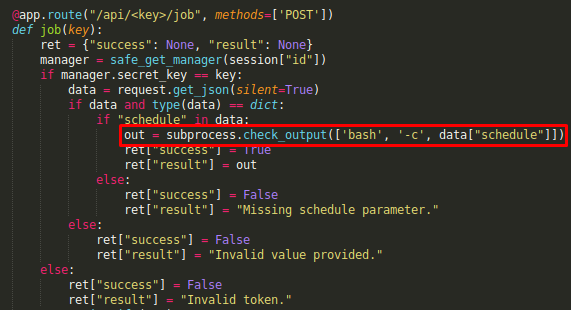 @app.route("/api/<key>/job", methods=['POST'])
def job(key):
    ret = {"success": None, "result": None}
    manager = safe_get_manager(session["id"])
    if manager.secret_key == key:
        data = request.get_json(silent=True)
        if data and type(data) == dict:
            if "schedule" in data:
                out = subprocess.check_output(['bash', '-c', data["schedule"]])
                ret["success"] = True
                ret["result"] = out
            else:
                ret["success"] = False
                ret["result"] = "Missing schedule parameter."
        else:
            ret["success"] = False
            ret["result"] = "Invalid value provided."
    else:
        ret["success"] = False
        ret["result"] = "Invalid token."